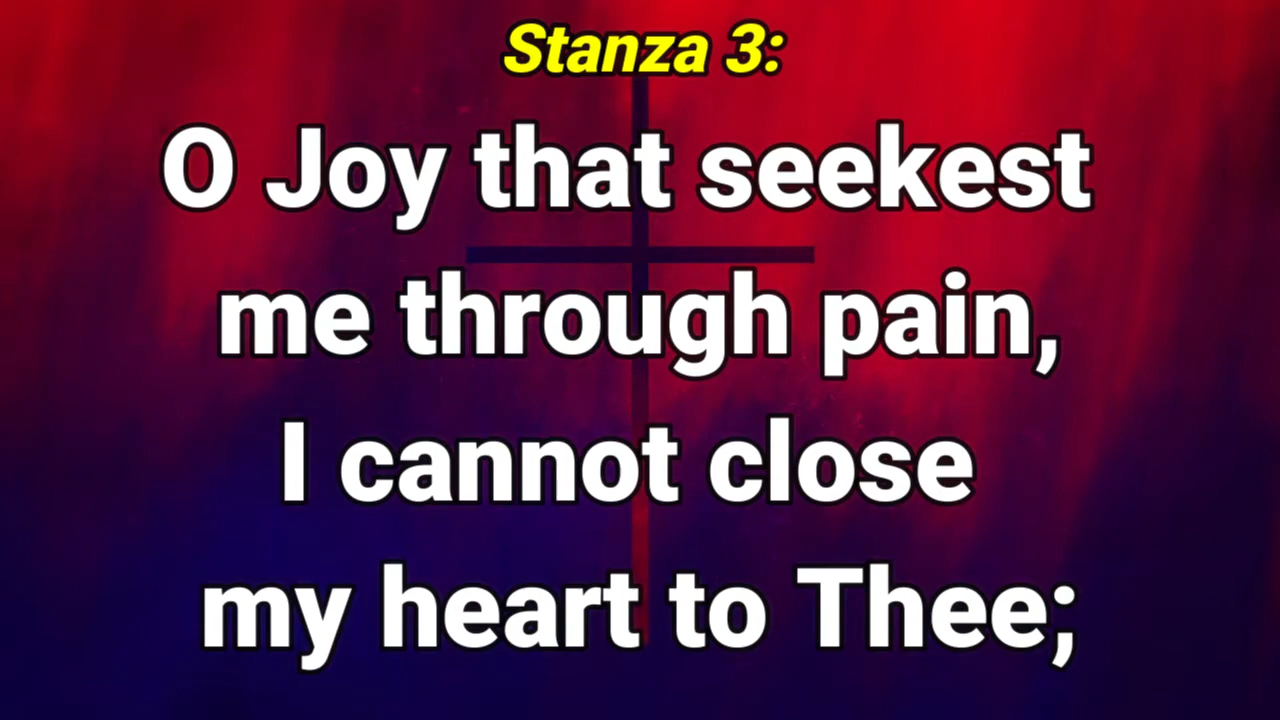 Stanza 3:
O Joy that seekest
me through pain,
I cannot close
my heart to Thee;